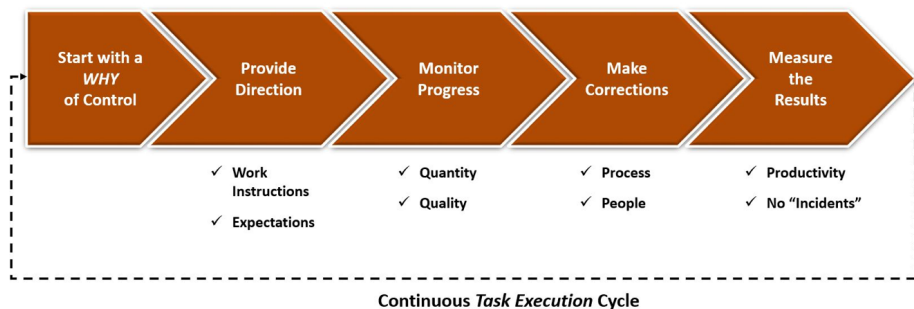 Start with a
WHY
of Control
Provide
Direction
Monitor
Progress
Make
Corrections
Measure
the
Results
✓ Work
Instructions
✓ Expectations
✓ Quantity
✓ Quality
✓ Process
✓ People
✓ Productivity
✓ No “Incidents”
Continuous Task Execution Cycle